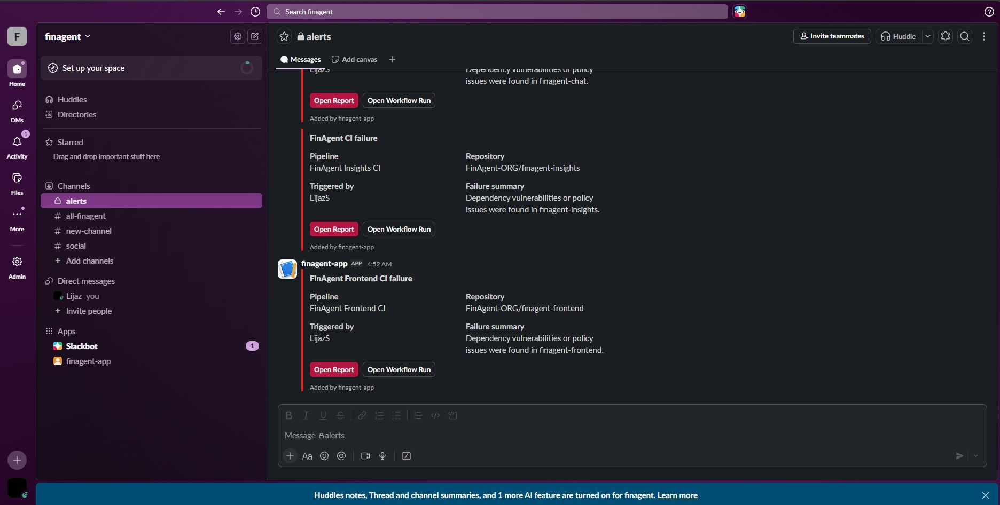 Search finagent
F
finagent
Set up your space
Home
Huddles
Directories
DMs
1
Activity
Starred
Drag and drop important stuff here
Files
Channels
alerts
# all-finagent
# new-channel
# social
+ Add channels
More
Admin
Direct messages
Lijaz you
+ Invite people
Apps
Slackbot
1
finagent-app
alerts
Invite teammates
Huddle
Messages
Add canvas
LijazS
Dependency vulnerabilities or policy
issues were found in finagent-chat.
Open Report
Open Workflow Run
Added by finagent-app
FinAgent CI failure
Pipeline
FinAgent Insights CI
Repository
FinAgent-ORG/finagent-insights
Triggered by
LijazS
Failure summary
Dependency vulnerabilities or policy
issues were found in finagent-insights.
Open Report
Open Workflow Run
Added by finagent-app
finagent-app APP 4:52 AM
FinAgent Frontend CI failure
Pipeline
FinAgent Frontend CI
Repository
FinAgent-ORG/finagent-frontend
Triggered by
LijazS
Failure summary
Dependency vulnerabilities or policy
issues were found in finagent-frontend.
Open Report
Open Workflow Run
Added by finagent-app
B I U S
Message alerts
Aa
Huddles notes, Thread and channel summaries, and 1 more AI feature are turned on for finagent. Learn more